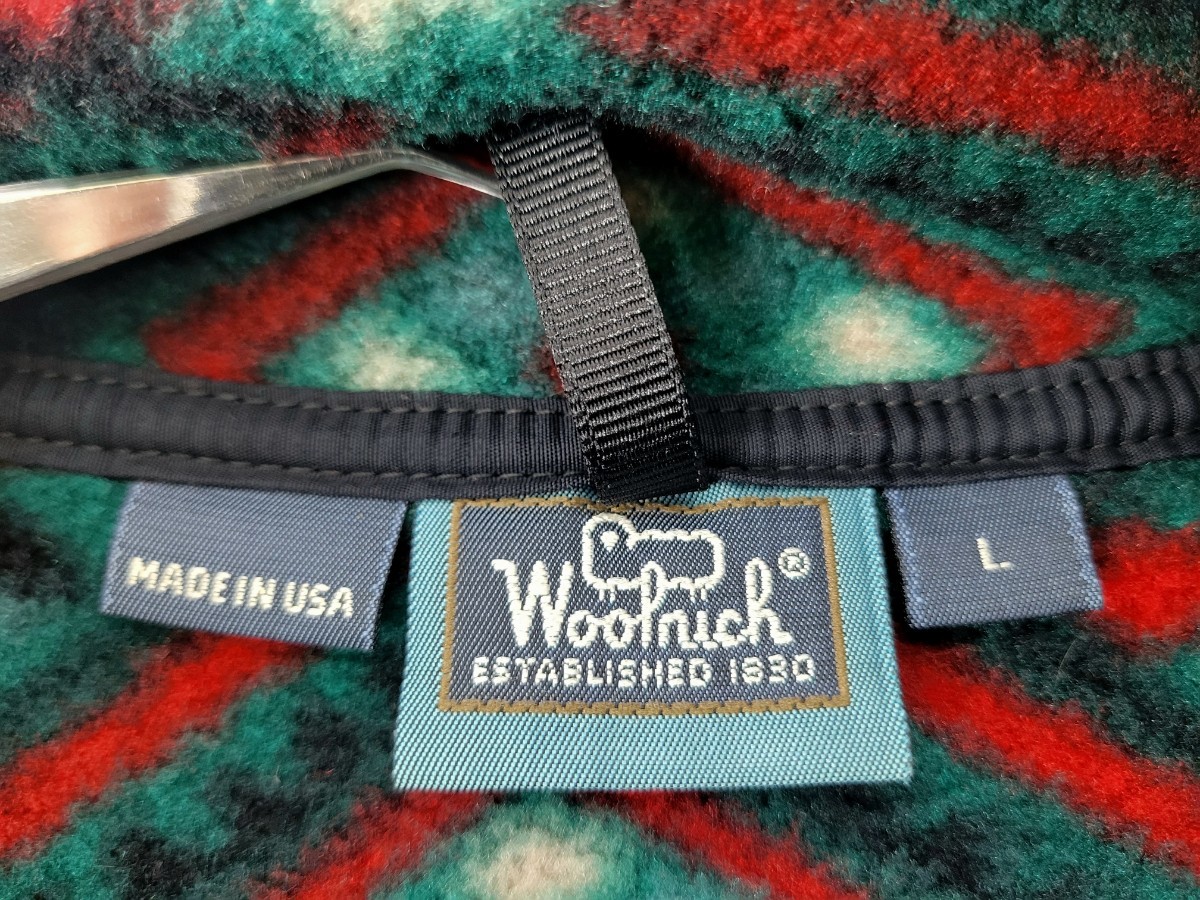 MADE IN USA
Woolrich®
ESTABLISHED 1830
L